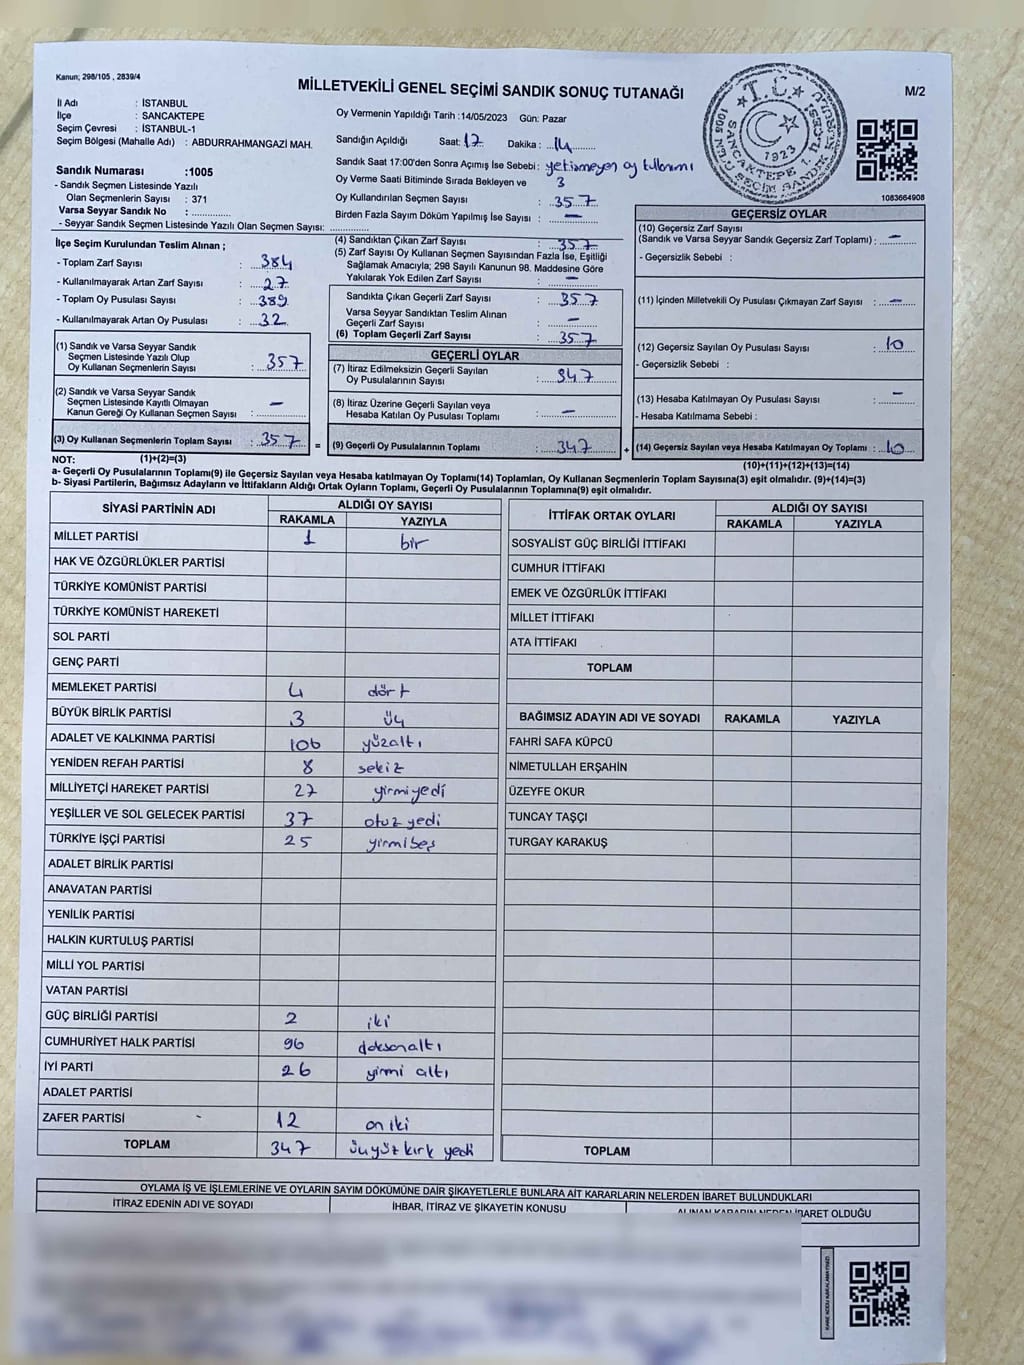 Kanun; 298/105 , 2839/4
MİLLETVEKİLİ GENEL SEÇİMİ SANDIK SONUÇ TUTANAĞI
M/2
İl Adı : İSTANBUL
İlçe : SANCAKTEPE
Seçim Çevresi : İSTANBUL-1
Seçim Bölgesi (Mahalle Adı) : ABDURRAHMANGAZİ MAH.
Sandık Numarası :1005
- Sandık Seçmen Listesinde Yazılı
Olan Seçmenlerin Sayısı : 371
Varsa Seyyar Sandık No : ..............
- Seyyar Sandık Seçmen Listesinde Yazılı Olan Seçmen Sayısı: ..............
Oy Vermenin Yapıldığı Tarih :14/05/2023 Gün: Pazar
Sandığın Açıldığı Saat: 17 Dakika : 14
Sandık Saat 17:00'den Sonra Açımış İse Sebebi : yetişmeyen oy kullanımı
Oy Verme Saati Bitiminde Sırada Bekleyen ve 3
Oy Kullandırılan Seçmen Sayısı : 357
Birden Fazla Sayım Döküm Yapılmış İse Sayısı : —
T.C.
SANCAKTEPE 1. İLÇE
1005 NOLU SEÇİM SANDIK KURULU
1923
1083664908
İlçe Seçim Kurulundan Teslim Alınan ;
- Toplam Zarf Sayısı : 384
- Kullanılmayarak Artan Zarf Sayısı : 27
- Toplam Oy Pusulası Sayısı : 389
- Kullanılmayarak Artan Oy Pusulası : 32
(1) Sandık ve Varsa Seyyar Sandık
Seçmen Listesinde Yazılı Olup
Oy Kullanan Seçmenlerin Sayısı : 357
(2) Sandık ve Varsa Seyyar Sandık
Seçmen Listesinde Kayıtlı Olmayan
Kanun Gereği Oy Kullanan Seçmen Sayısı : —
(3) Oy Kullanan Seçmenlerin Toplam Sayısı : 357
(4) Sandıktan Çıkan Zarf Sayısı : 357
(5) Zarf Sayısı Oy Kullanan Seçmen Sayısından Fazla İse, Eşitliği
Sağlamak Amacıyla; 298 Sayılı Kanunun 98. Maddesine Göre
Yakılarak Yok Edilen Zarf Sayısı : —
Sandıkta Çıkan Geçerli Zarf Sayısı : 357
Varsa Seyyar Sandıktan Teslim Alınan
Geçerli Zarf Sayısı : —
(6) Toplam Geçerli Zarf Sayısı : 357
GEÇERLİ OYLAR
(7) İtiraz Edilmeksizin Geçerli Sayılan
Oy Pusulalarının Sayısı : 347
(8) İtiraz Üzerine Geçerli Sayılan veya
Hesaba Katılan Oy Pusulası Toplamı : —
= (9) Geçerli Oy Pusulalarının Toplamı : 347
GEÇERSİZ OYLAR
(10) Geçersiz Zarf Sayısı
(Sandık ve Varsa Seyyar Sandık Geçersiz Zarf Toplamı) : —
- Geçersizlik Sebebi :
(11) İçinden Milletvekili Oy Pusulası Çıkmayan Zarf Sayısı : —
(12) Geçersiz Sayılan Oy Pusulası Sayısı : 10
- Geçersizlik Sebebi :
(13) Hesaba Katılmayan Oy Pusulası Sayısı : —
- Hesaba Katılmama Sebebi :
+ (14) Geçersiz Sayılan veya Hesaba Katılmayan Oy Toplamı : 10
NOT: (1)+(2)=(3)
(10)+(11)+(12)+(13)=(14)
a- Geçerli Oy Pusulalarının Toplamı(9) ile Geçersiz Sayılan veya Hesaba katılmayan Oy Toplamı(14) Toplamları, Oy Kullanan Seçmenlerin Toplam Sayısına(3) eşit olmalıdır. (9)+(14)=(3)
b- Siyasi Partilerin, Bağımsız Adayların ve İttifakların Aldığı Ortak Oyların Toplamı, Geçerli Oy Pusulalarının Toplamına(9) eşit olmalıdır.
SİYASİ PARTİNİN ADI ALDIĞI OY SAYISI
RAKAMLA YAZIYLA
MİLLET PARTİSİ 1 bir
HAK VE ÖZGÜRLÜKLER PARTİSİ
TÜRKİYE KOMÜNİST PARTİSİ
TÜRKİYE KOMÜNİST HAREKETİ
SOL PARTİ
GENÇ PARTİ
MEMLEKET PARTİSİ 4 dört
BÜYÜK BİRLİK PARTİSİ 3 üç
ADALET VE KALKINMA PARTİSİ 106 yüzaltı
YENİDEN REFAH PARTİSİ 8 sekiz
MİLLİYETÇİ HAREKET PARTİSİ 27 yirmiyedi
YEŞİLLER VE SOL GELECEK PARTİSİ 37 otuz yedi
TÜRKİYE İŞÇİ PARTİSİ 25 yirmibeş
ADALET BİRLİK PARTİSİ
ANAVATAN PARTİSİ
YENİLİK PARTİSİ
HALKIN KURTULUŞ PARTİSİ
MİLLİ YOL PARTİSİ
VATAN PARTİSİ
GÜÇ BİRLİĞİ PARTİSİ 2 iki
CUMHURİYET HALK PARTİSİ 96 doksanaltı
İYİ PARTİ 26 yirmi altı
ADALET PARTİSİ
ZAFER PARTİSİ 12 oniki
TOPLAM 347 üçyüz kırk yedi
İTTİFAK ORTAK OYLARI ALDIĞI OY SAYISI
RAKAMLA YAZIYLA
SOSYALİST GÜÇ BİRLİĞİ İTTİFAKI
CUMHUR İTTİFAKI
EMEK VE ÖZGÜRLÜK İTTİFAKI
MİLLET İTTİFAKI
ATA İTTİFAKI
TOPLAM
BAĞIMSIZ ADAYIN ADI VE SOYADI RAKAMLA YAZIYLA
FAHRİ SAFA KÜPCÜ
NİMETULLAH ERŞAHİN
ÜZEYFE OKUR
TUNCAY TAŞÇI
TURGAY KARAKUŞ
TOPLAM
OYLAMA İŞ VE İŞLEMLERİNE VE OYLARIN SAYIM DÖKÜMÜNE DAİR ŞİKAYETLERLE BUNLARA AİT KARARLARIN NELERDEN İBARET BULUNDUKLARI
İTİRAZ EDENİN ADI VE SOYADI İHBAR, İTİRAZ VE ŞİKAYETİN KONUSU ALINAN KARARIN NEDEN İBARET OLDUĞU